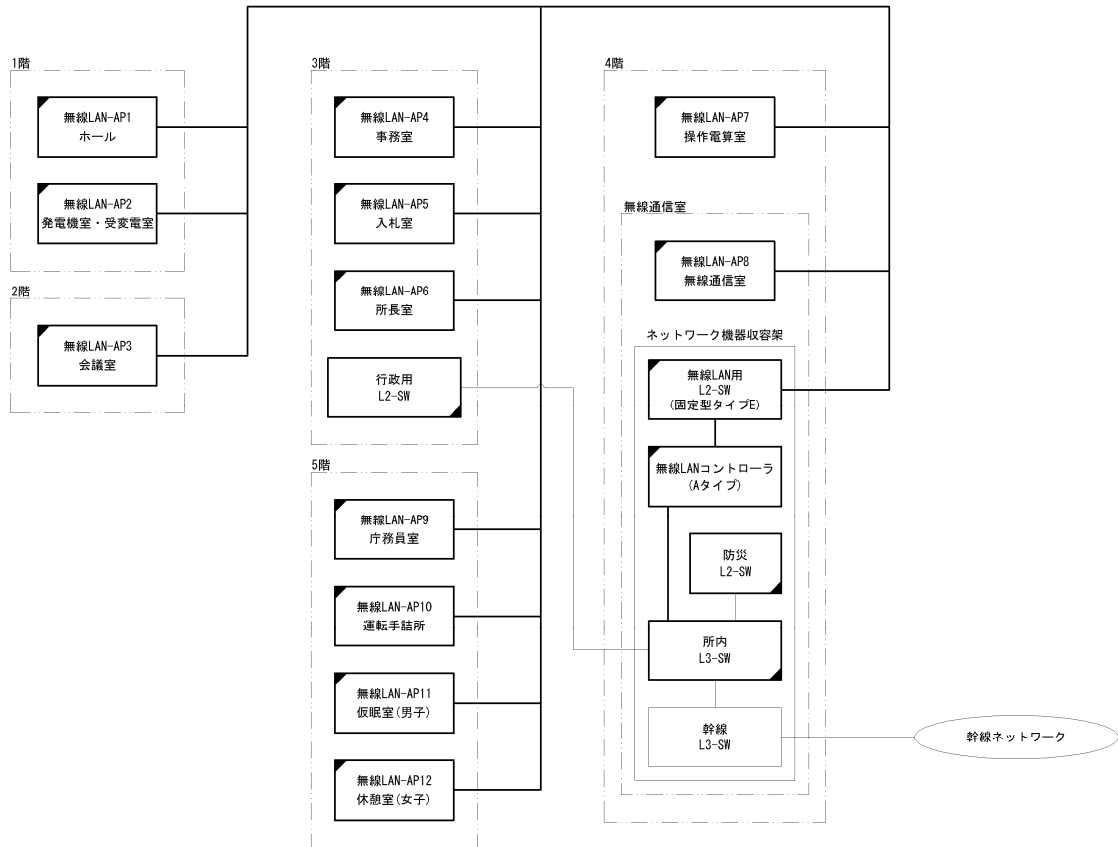 1階
無線LAN-AP1
ホール
無線LAN-AP2
発電機室・受変電室
2階
無線LAN-AP3
会議室
3階
無線LAN-AP4
事務室
無線LAN-AP5
入札室
無線LAN-AP6
所長室
行政用
L2-SW
5階
無線LAN-AP9
庁務員室
無線LAN-AP10
運転手詰所
無線LAN-AP11
仮眠室(男子)
無線LAN-AP12
休憩室(女子)
4階
無線LAN-AP7
操作電算室
無線通信室
無線LAN-AP8
無線通信室
ネットワーク機器収容架
無線LAN用
L2-SW
(固定型タイプE)
無線LANコントローラ
(Aタイプ)
防災
L2-SW
所内
L3-SW
幹線
L3-SW
幹線ネットワーク